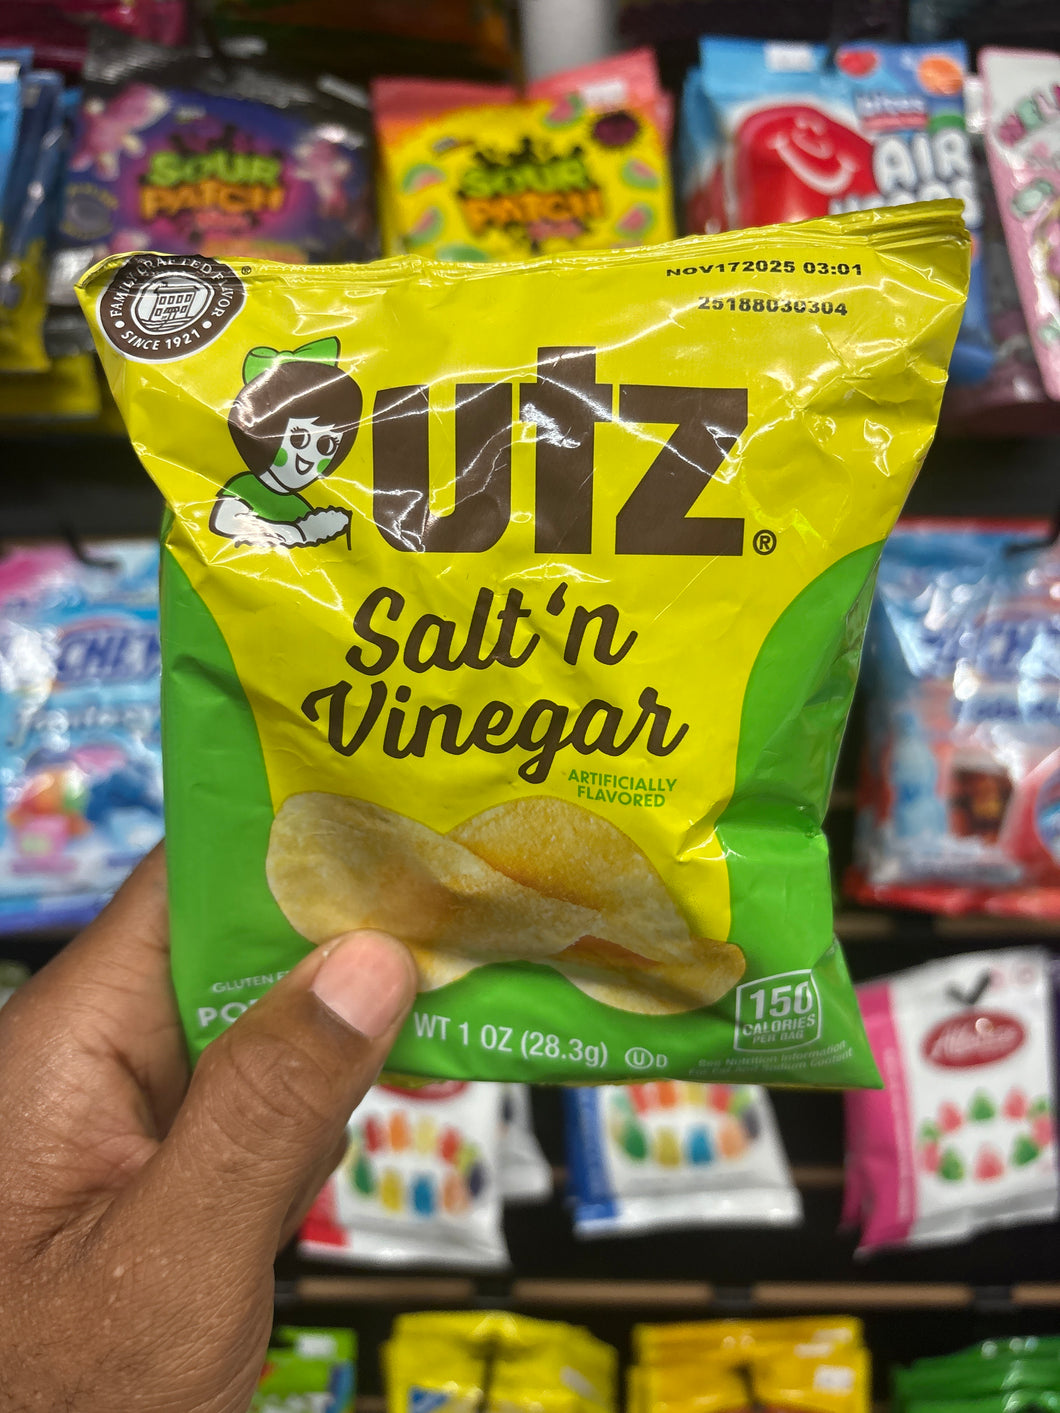 SOUR
PATCH
SOUR
PATCH
AIR
NOV172025 03:01
25188030304
FAMILY CRAFTED FLAVOR
• SINCE 1921 •
®
utz®
Salt 'n
Vinegar
ARTIFICIALLY
FLAVORED
GLUTEN
WT 1 OZ (28.3g) U D
150
CALORIES
PER BAG
See Nutrition Information
For Fat And Sodium Content